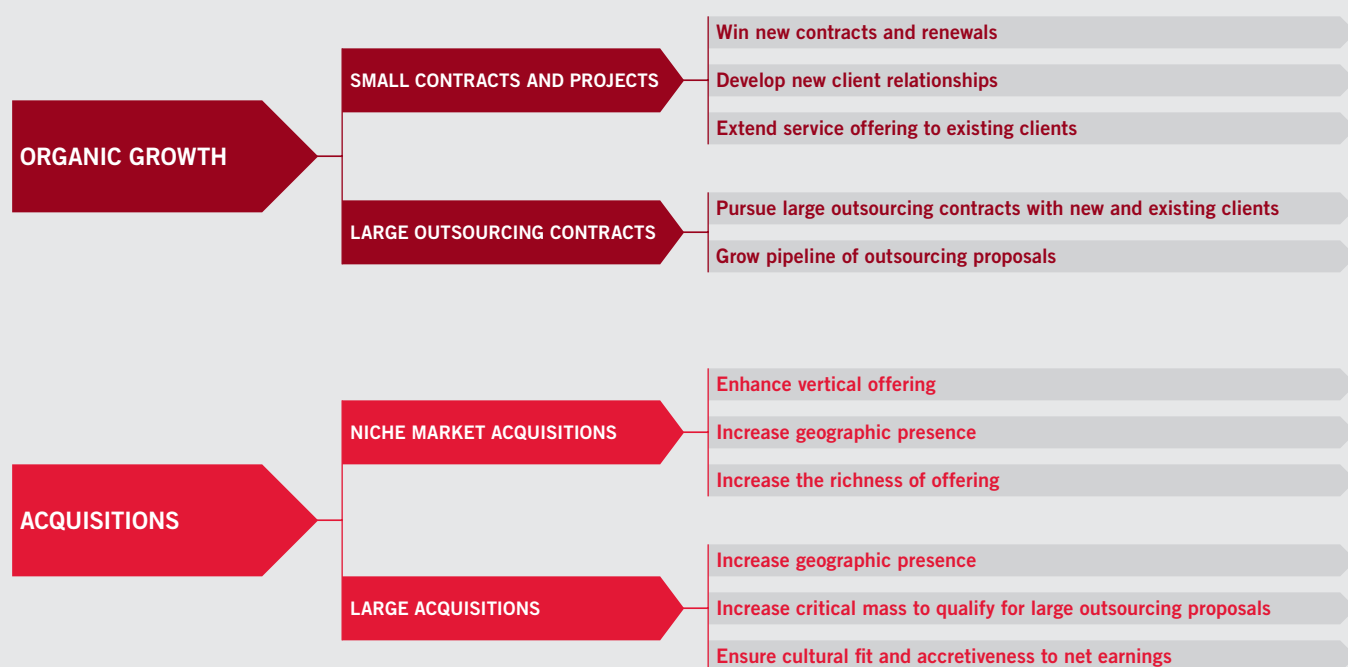 ORGANIC GROWTH
SMALL CONTRACTS AND PROJECTS
Win new contracts and renewals
Develop new client relationships
Extend service offering to existing clients
LARGE OUTSOURCING CONTRACTS
Pursue large outsourcing contracts with new and existing clients
Grow pipeline of outsourcing proposals
ACQUISITIONS
NICHE MARKET ACQUISITIONS
Enhance vertical offering
Increase geographic presence
Increase the richness of offering
LARGE ACQUISITIONS
Increase geographic presence
Increase critical mass to qualify for large outsourcing proposals
Ensure cultural fit and accretiveness to net earnings